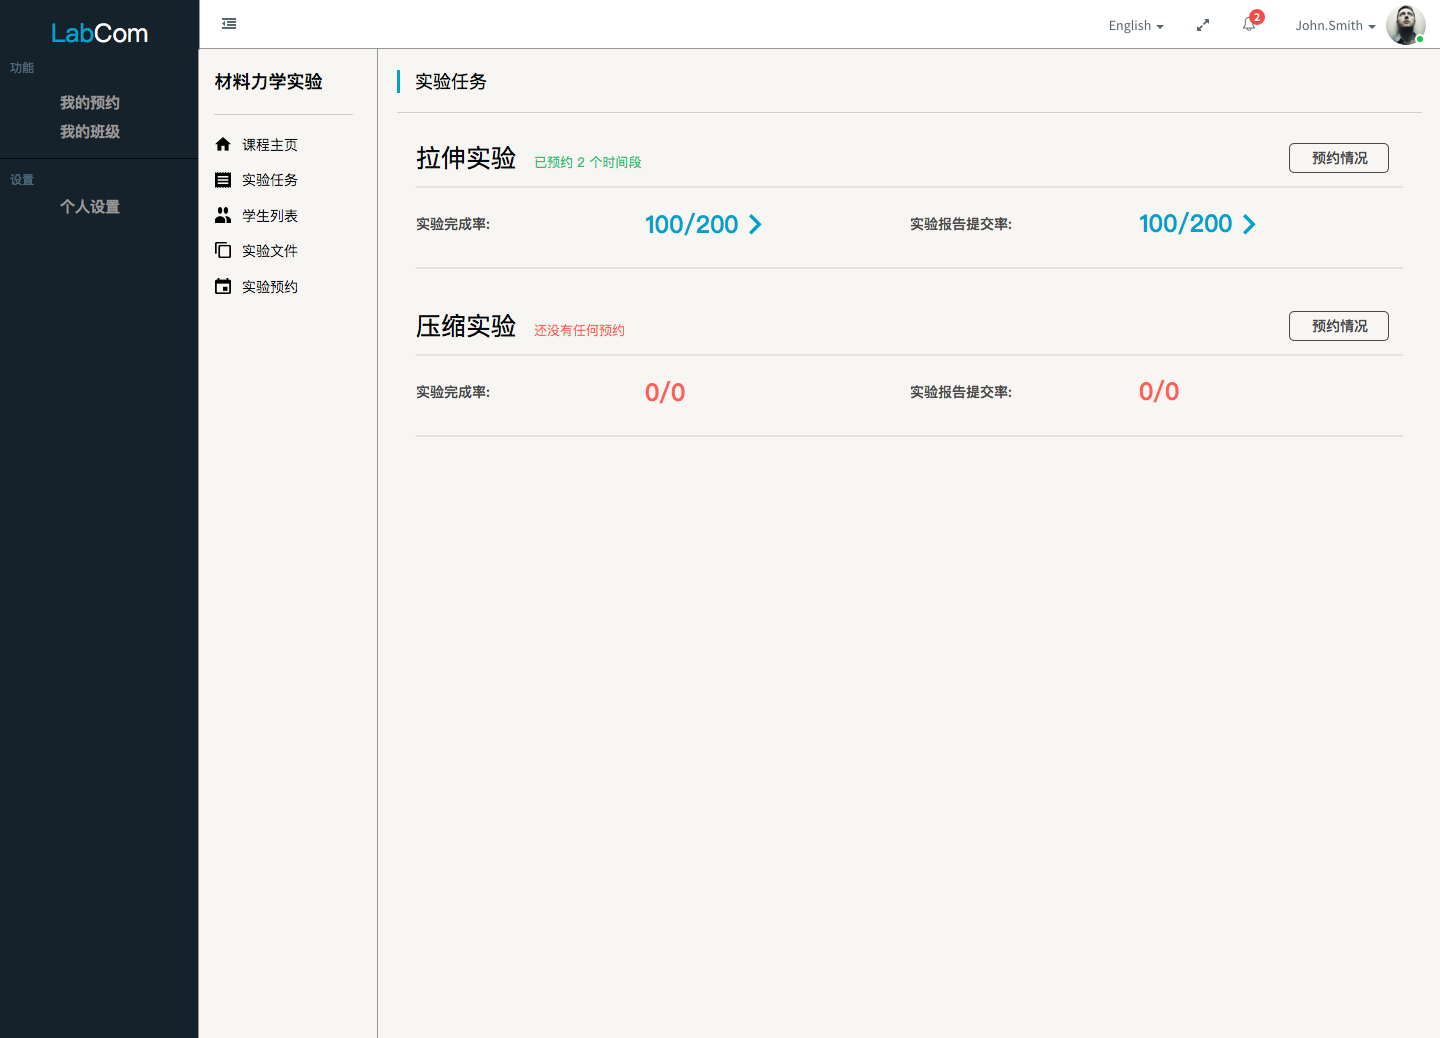 LabCom
功能
我的预约
我的班级
设置
个人设置
English
2
John.Smith
材料力学实验
课程主页
实验任务
学生列表
实验文件
实验预约
实验任务
拉伸实验 已预约 2 个时间段 预约情况
实验完成率: 100/200 实验报告提交率: 100/200
压缩实验 还没有任何预约 预约情况
实验完成率: 0/0 实验报告提交率: 0/0